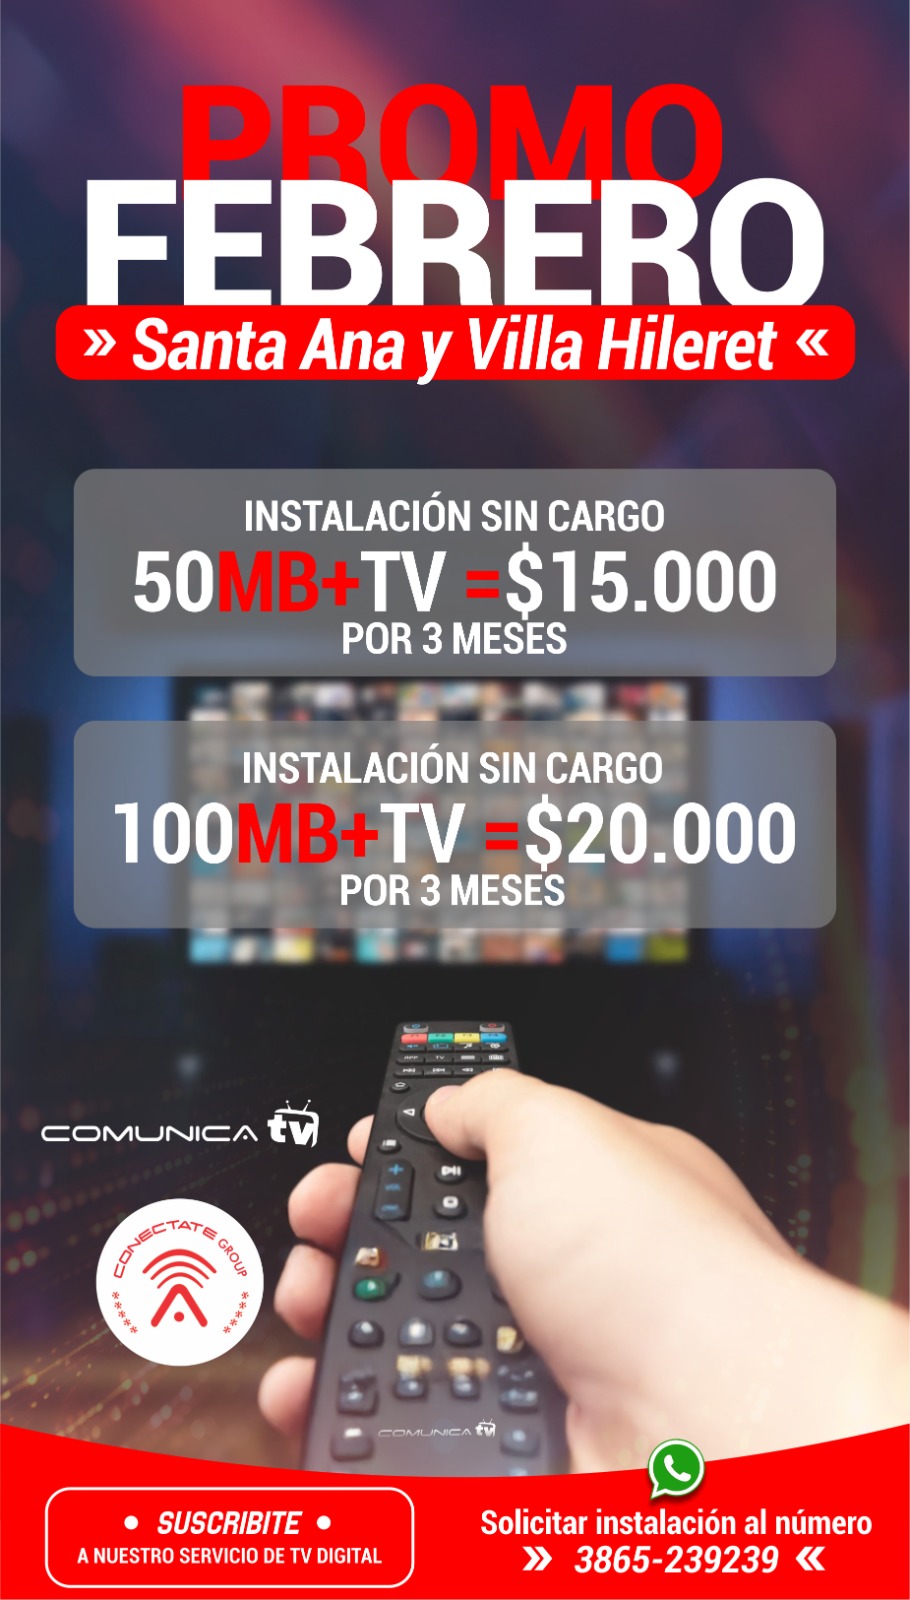 PROMO
FEBRERO
» Santa Ana y Villa Hileret «
INSTALACIÓN SIN CARGO
50MB+TV =$15.000
POR 3 MESES
INSTALACIÓN SIN CARGO
100MB+TV =$20.000
POR 3 MESES
COMUNICA tv
CONECTATE GROUP
COMUNICA tv
• SUSCRIBITE •
A NUESTRO SERVICIO DE TV DIGITAL
Solicitar instalación al número
» 3865-239239 «